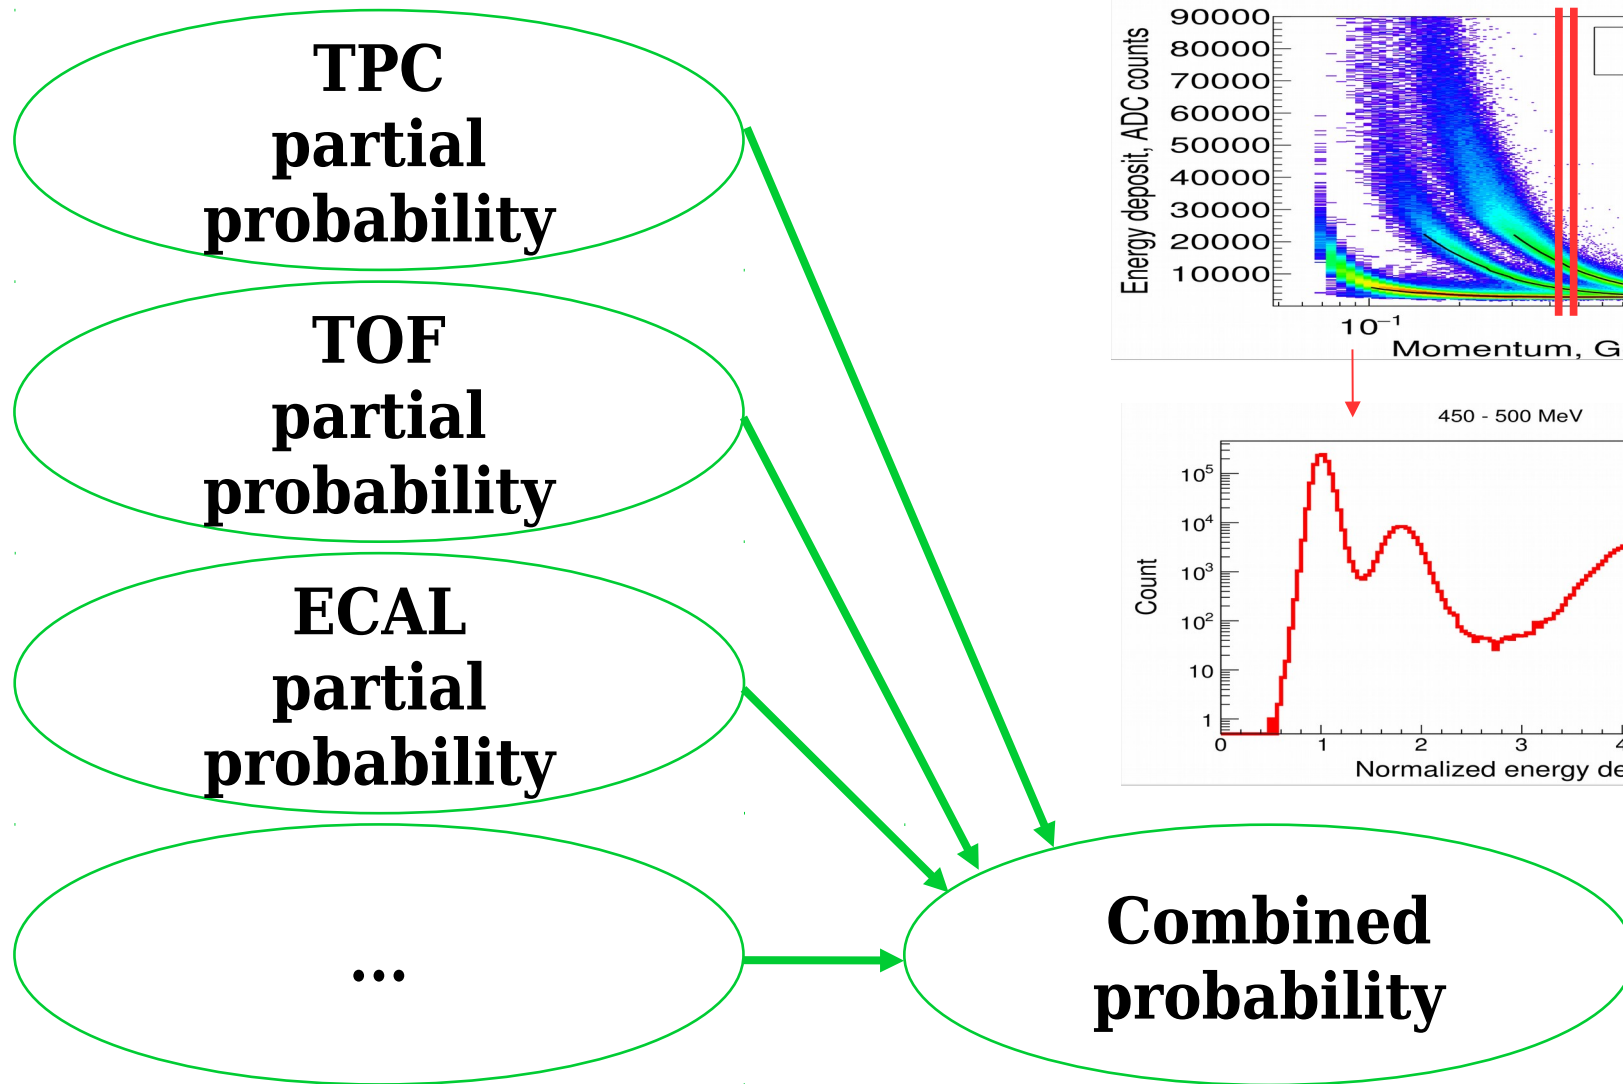 TPC
partial
probability
TOF
partial
probability
ECAL
partial
probability
...
Combined
probability
Energy deposit, ADC counts
90000
80000
70000
60000
50000
40000
30000
20000
10000
10⁻¹
Momentum, G
450 - 500 MeV
Count
10⁵
10⁴
10³
10²
10
1
0 1 2 3 4
Normalized energy de